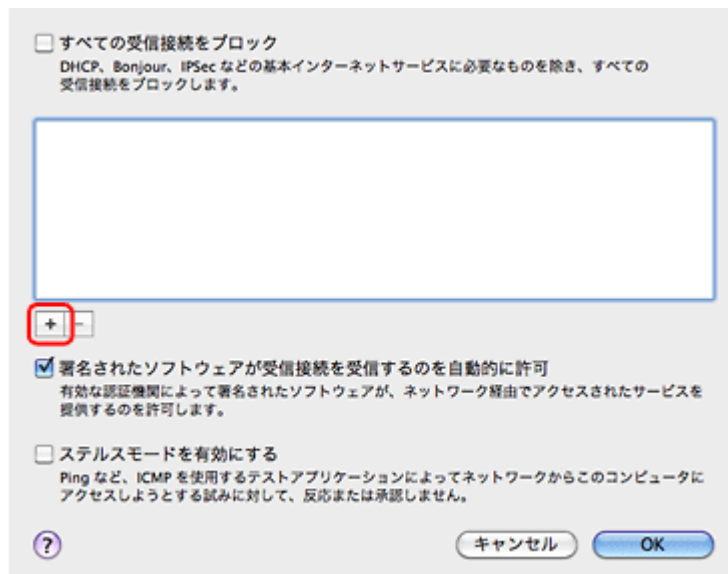 すべての受信接続をブロック
DHCP、Bonjour、IPSec などの基本インターネットサービスに必要なものを除き、すべての
受信接続をブロックします。
+ −
署名されたソフトウェアが受信接続を受信するのを自動的に許可
有効な認証機関によって署名されたソフトウェアが、ネットワーク経由でアクセスされたサービスを
提供するのを許可します。
ステルスモードを有効にする
Ping など、ICMP を使用するテストアプリケーションによってネットワークからこのコンピュータに
アクセスしようとする試みに対して、反応または承認しません。
? キャンセル OK